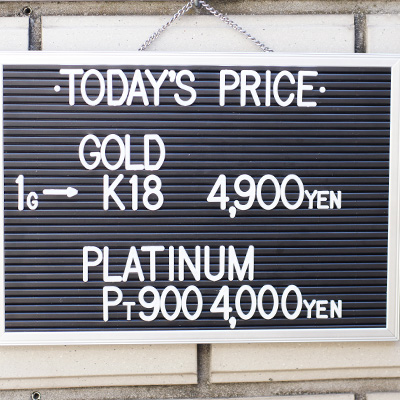 ·TODAY'S PRICE·
GOLD
1G→ K18 4,900YEN
PLATINUM
PT900 4,000YEN